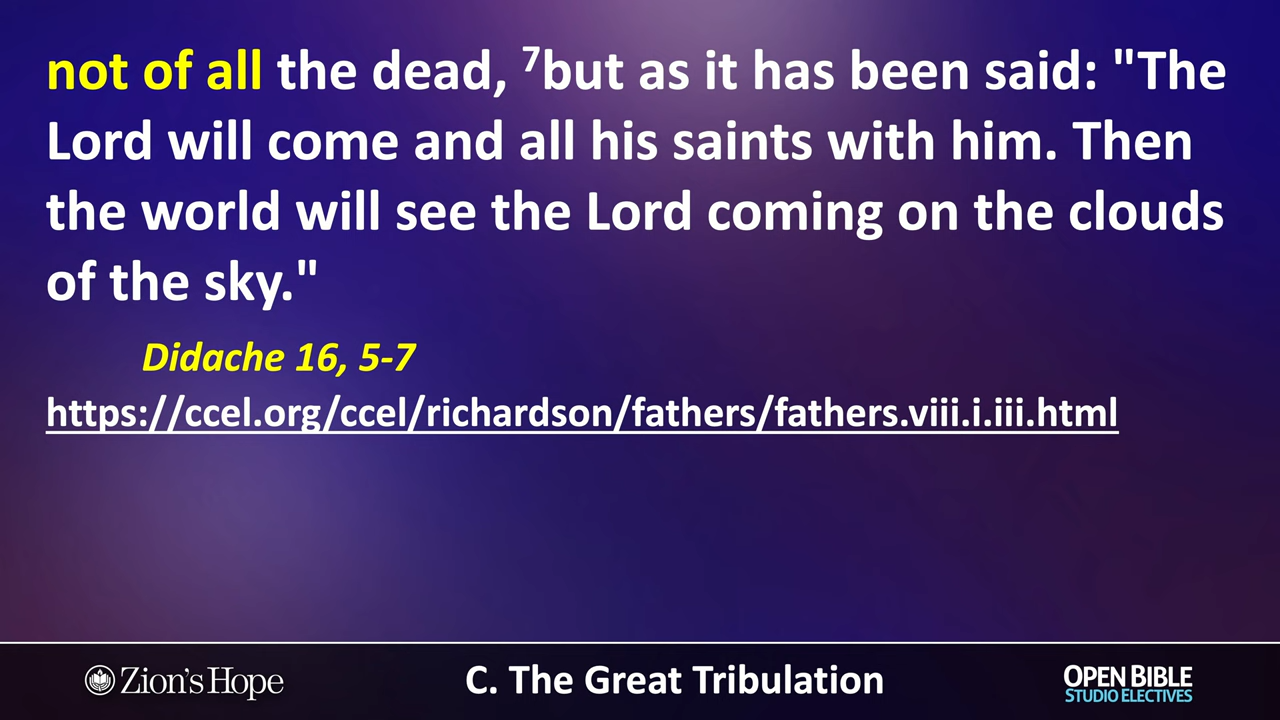 not of all the dead, ⁷but as it has been said: "The
Lord will come and all his saints with him. Then
the world will see the Lord coming on the clouds
of the sky."
Didache 16, 5-7
https://ccel.org/ccel/richardson/fathers/fathers.viii.i.iii.html
Zion's Hope
C. The Great Tribulation
OPEN BIBLE
STUDIO ELECTIVES